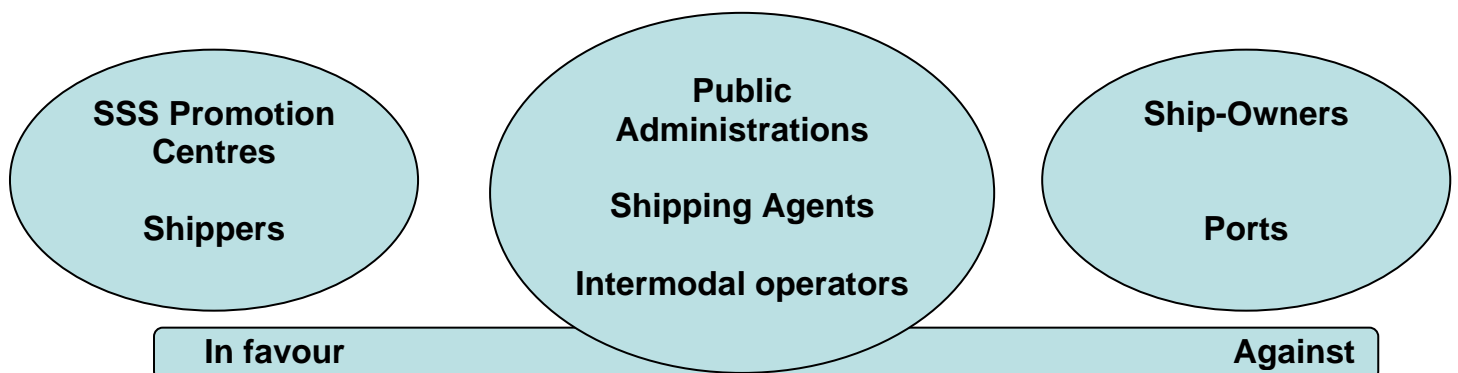 SSS Promotion
Centres
Shippers
Public
Administrations
Shipping Agents
Intermodal operators
Ship-Owners
Ports
In favour
Against